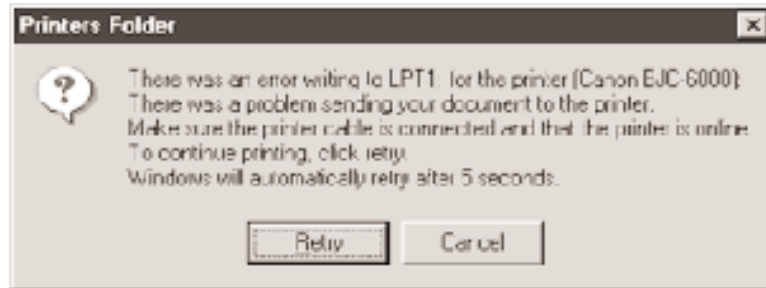 Printers Folder
There was an error writing to LPT1: for the printer (Canon BJC-6000):
There was a problem sending your document to the printer.
Make sure the printer cable is connected and that the printer is online.
To continue printing, click retry.
Windows will automatically retry after 5 seconds.
Retry
Cancel